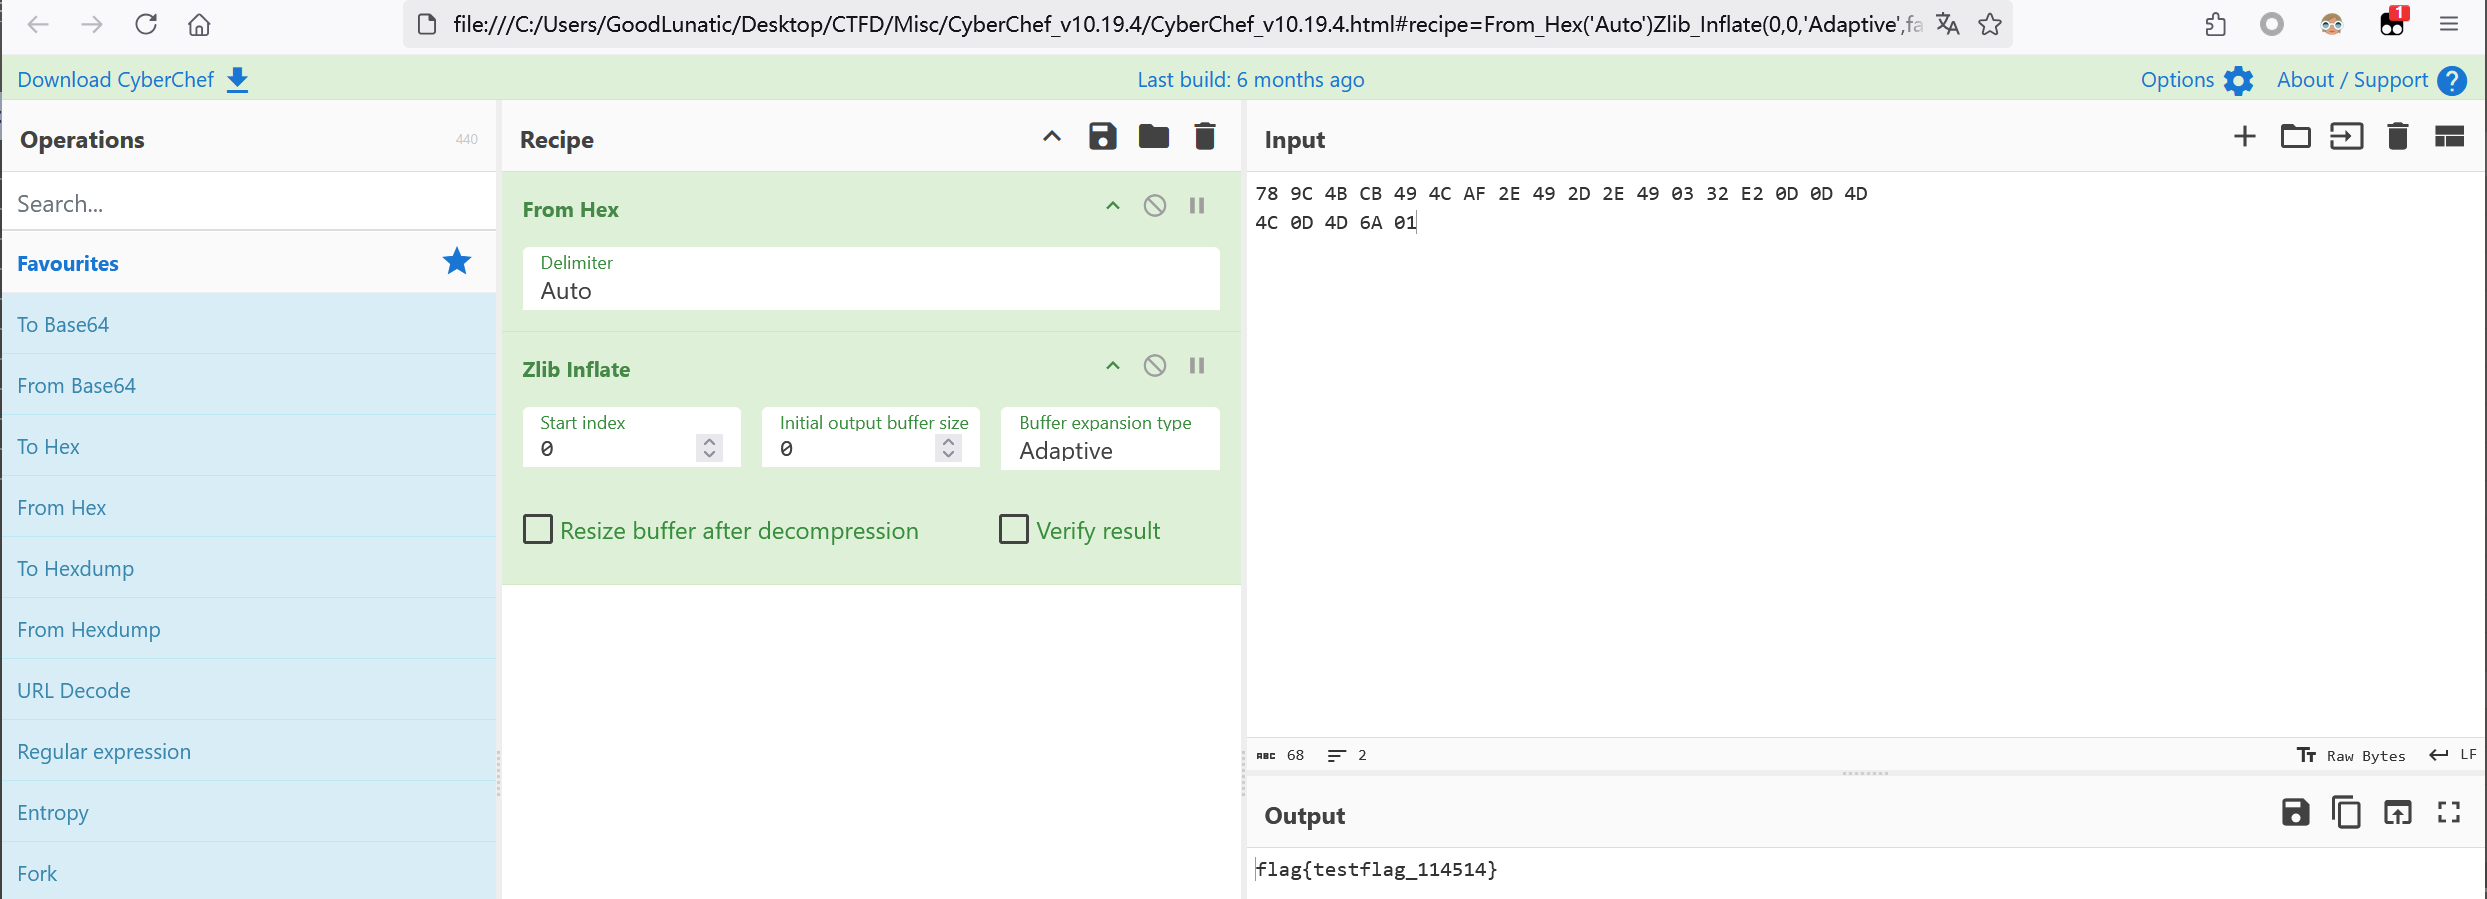 file:///C:/Users/GoodLunatic/Desktop/CTFD/Misc/CyberChef_v10.19.4/CyberChef_v10.19.4.html#recipe=From_Hex('Auto')Zlib_Inflate(0,0,'Adaptive',fa
1
Download CyberChef
Last build: 6 months ago
Options
About / Support
Operations
440
Search...
Favourites
To Base64
From Base64
To Hex
From Hex
To Hexdump
From Hexdump
URL Decode
Regular expression
Entropy
Fork
Recipe
From Hex
Delimiter
Auto
Zlib Inflate
Start index
0
Initial output buffer size
0
Buffer expansion type
Adaptive
Resize buffer after decompression
Verify result
Input
78 9C 4B CB 49 4C AF 2E 49 2D 2E 49 03 32 E2 0D 0D 4D
4C 0D 4D 6A 01
ABC 68
2
Raw Bytes
LF
Output
flag{testflag_114514}